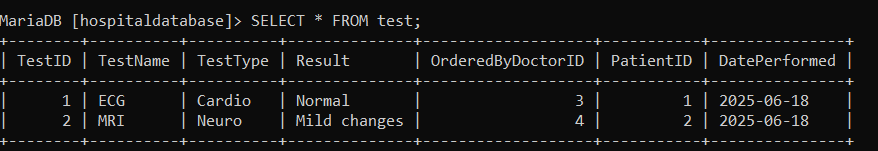 MariaDB [hospitaldatabase]> SELECT * FROM test;
+--------+----------+----------+--------------+-------------------+-----------+---------------+
| TestID | TestName | TestType | Result       | OrderedByDoctorID | PatientID | DatePerformed |
+--------+----------+----------+--------------+-------------------+-----------+---------------+
|      1 | ECG      | Cardio   | Normal       |                 3 |         1 | 2025-06-18    |
|      2 | MRI      | Neuro    | Mild changes |                 4 |         2 | 2025-06-18    |
+--------+----------+----------+--------------+-------------------+-----------+---------------+